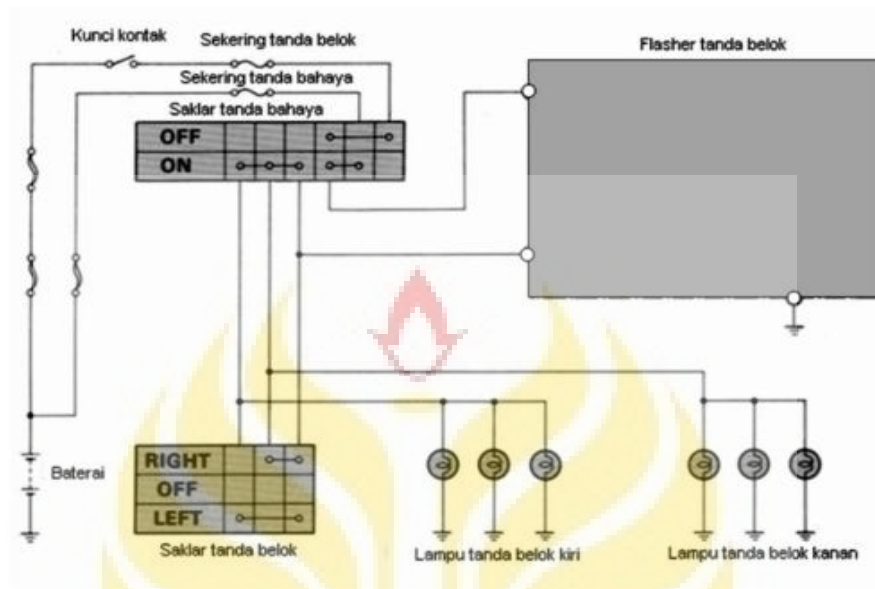 Kunci kontak
Sekering tanda belok
Flasher tanda belok
Sekering tanda bahaya
Saklar tanda bahaya
OFF
ON
RIGHT
OFF
LEFT
Baterai
Saklar tanda belok
Lampu tanda belok kiri
Lampu tanda belok kanan